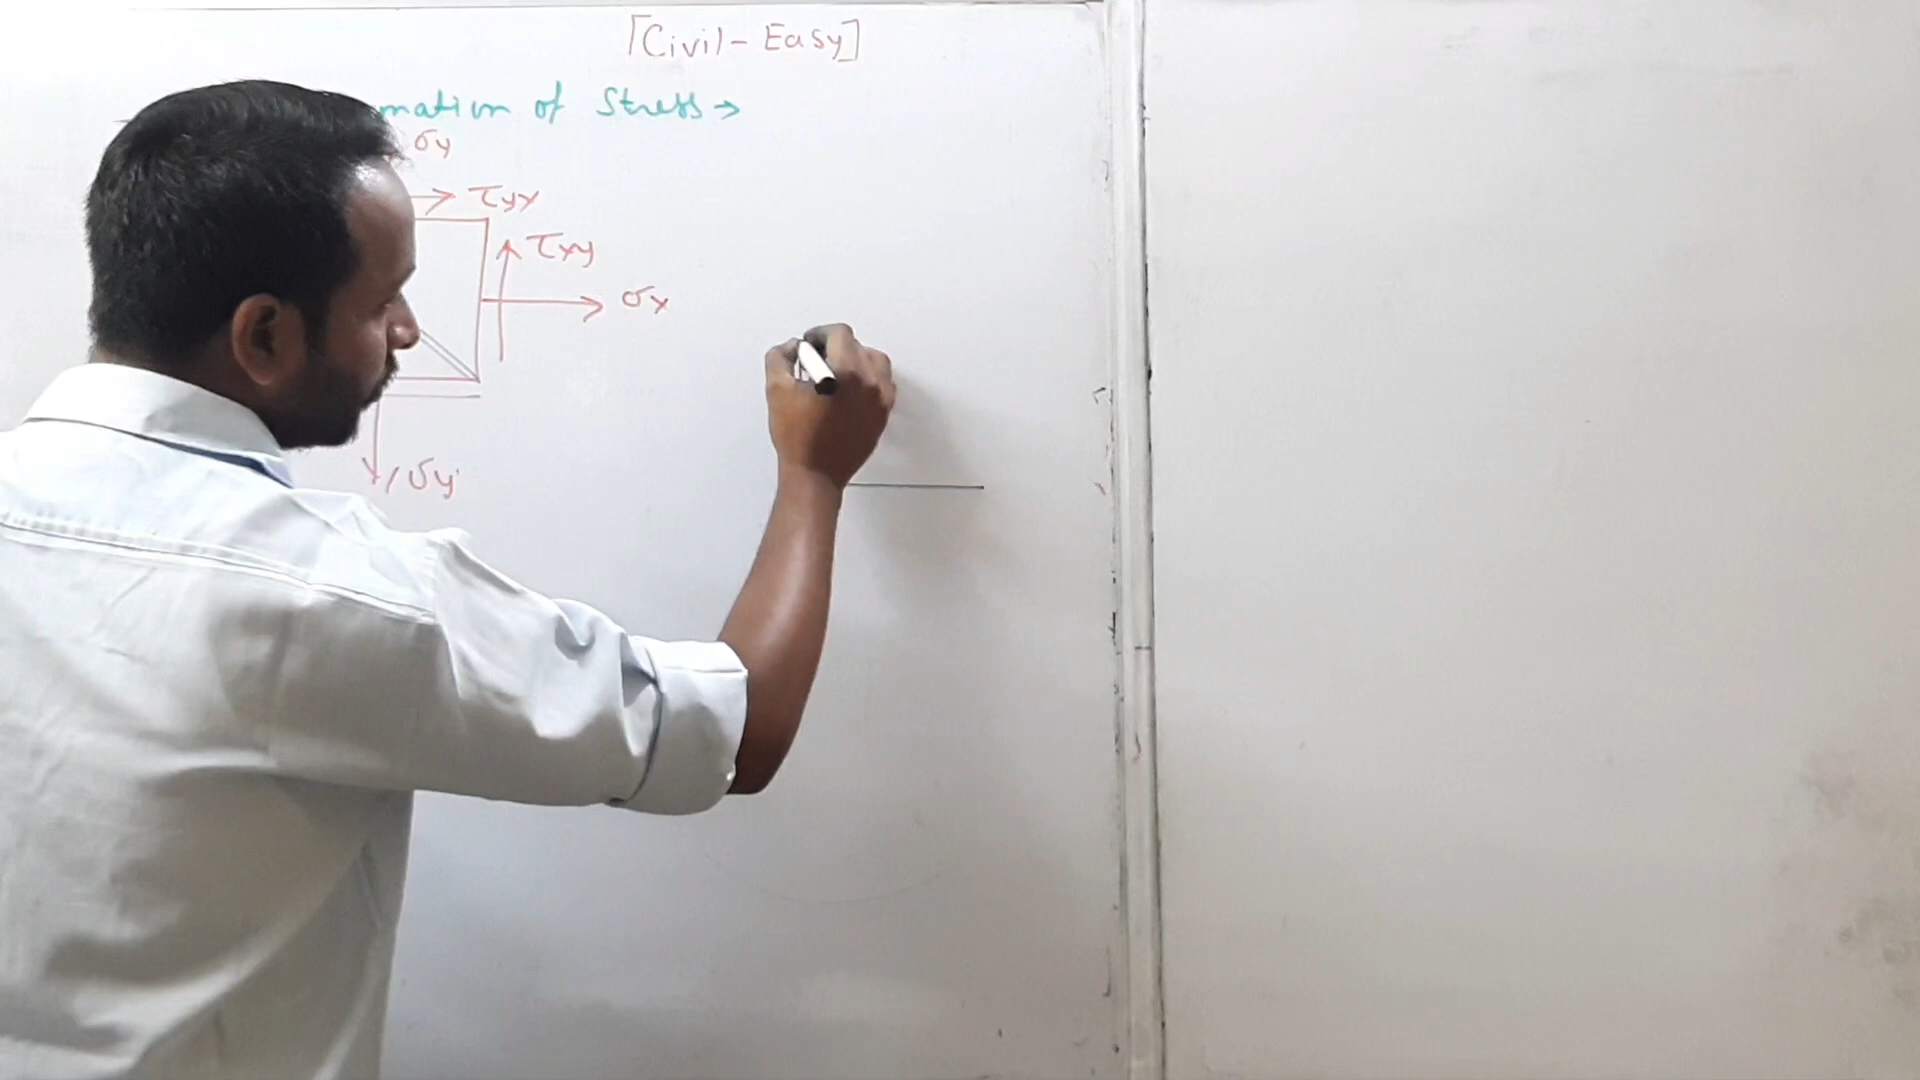 [Civil - Easy]
mation of Stress →
σy
τyx
τxy
σx
σy